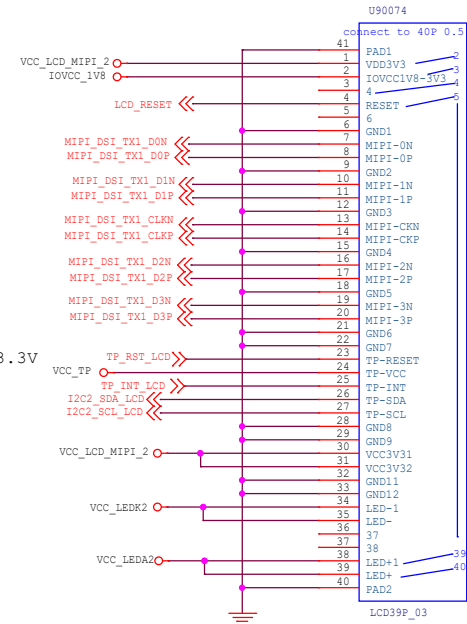 U90074
connect to 40P 0.5
41 PAD1
VCC_LCD_MIPI_2 1 VDD3V3 2
IOVCC_1V8 2 IOVCC1V8-3V3 3
3 4 4
LCD_RESET 4 RESET 5
5 6
6 GND1
MIPI_DSI_TX1_D0N 7 MIPI-0N
MIPI_DSI_TX1_D0P 8 MIPI-0P
9 GND2
MIPI_DSI_TX1_D1N 10 MIPI-1N
MIPI_DSI_TX1_D1P 11 MIPI-1P
12 GND3
MIPI_DSI_TX1_CLKN 13 MIPI-CKN
MIPI_DSI_TX1_CLKP 14 MIPI-CKP
15 GND4
MIPI_DSI_TX1_D2N 16 MIPI-2N
MIPI_DSI_TX1_D2P 17 MIPI-2P
18 GND5
MIPI_DSI_TX1_D3N 19 MIPI-3N
MIPI_DSI_TX1_D3P 20 MIPI-3P
21 GND6
22 GND7
3.3V
TP_RST_LCD 23 TP-RESET
VCC_TP 24 TP-VCC
TP_INT_LCD 25 TP-INT
I2C2_SDA_LCD 26 TP-SDA
I2C2_SCL_LCD 27 TP-SCL
28 GND8
29 GND9
VCC_LCD_MIPI_2 30 VCC3V31
31 VCC3V32
32 GND11
33 GND12
VCC_LEDK2 34 LED-1
35 LED-
36 37
37 38
VCC_LEDA2 38 LED+1 39
39 LED+ 40
40 PAD2
LCD39P_03